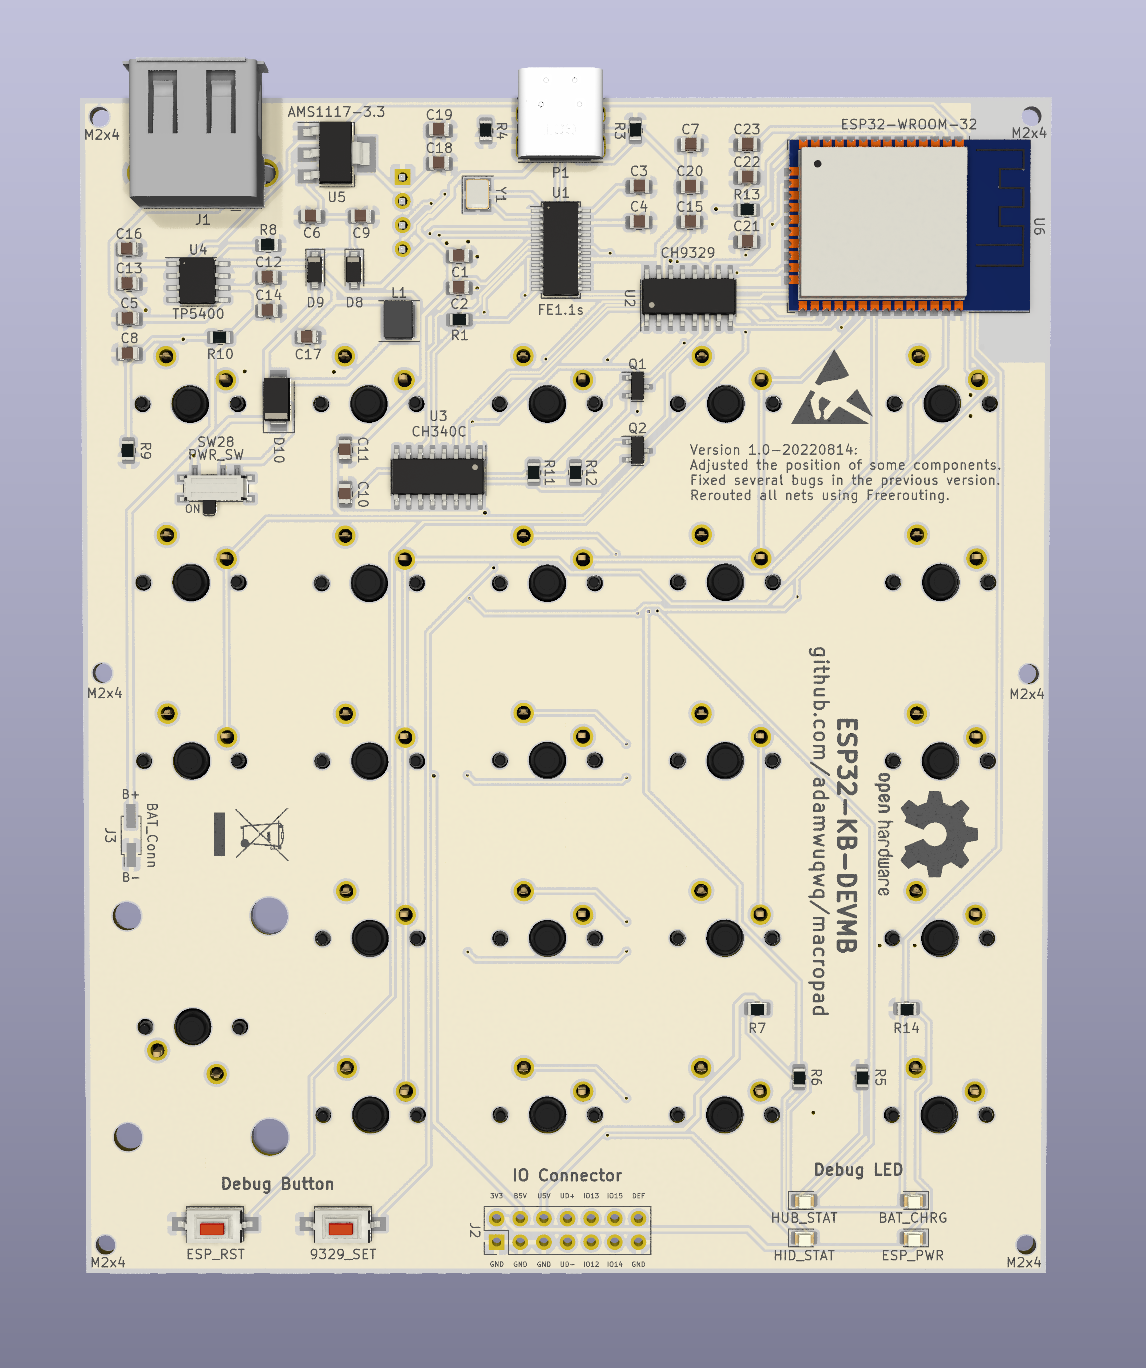 AMS1117-3.3
C19
R4
R3
C7
C23
ESP32-WROOM-32
M2x4
M2x4
C18
P1
C22
C3
C20
R13
U1
Y1
U5
J1
C6
C9
C4
C15
C21
U6
C16
U4
R8
C13
C12
C1
CH9329
C5
TP5400
C14
D9
D8
L1
C2
U2
FE1.1s
C8
R10
C17
R1
Q1
U3
CH340C
Q2
R9
SW28
PWR_SW
ON
D10
C11
C10
R11
R12
Version 1.0-20220814:
Adjusted the position of some components.
Fixed several bugs in the previous version.
Rerouted all nets using Freerouting.
M2x4
M2x4
github.com/adamwuqwq/macropad
ESP32-KB-DEVMB
open hardware
B+
J3
BAT_Conn
B-
R7
R14
R6
R5
Debug Button
IO Connector
Debug LED
3V3 B5V U5V UD+ IO13 IO15 DEF
J2
GND GND GND UD- IO12 IO14 GND
ESP_RST
9329_SET
HUB_STAT
BAT_CHRG
HID_STAT
ESP_PWR
M2x4
M2x4